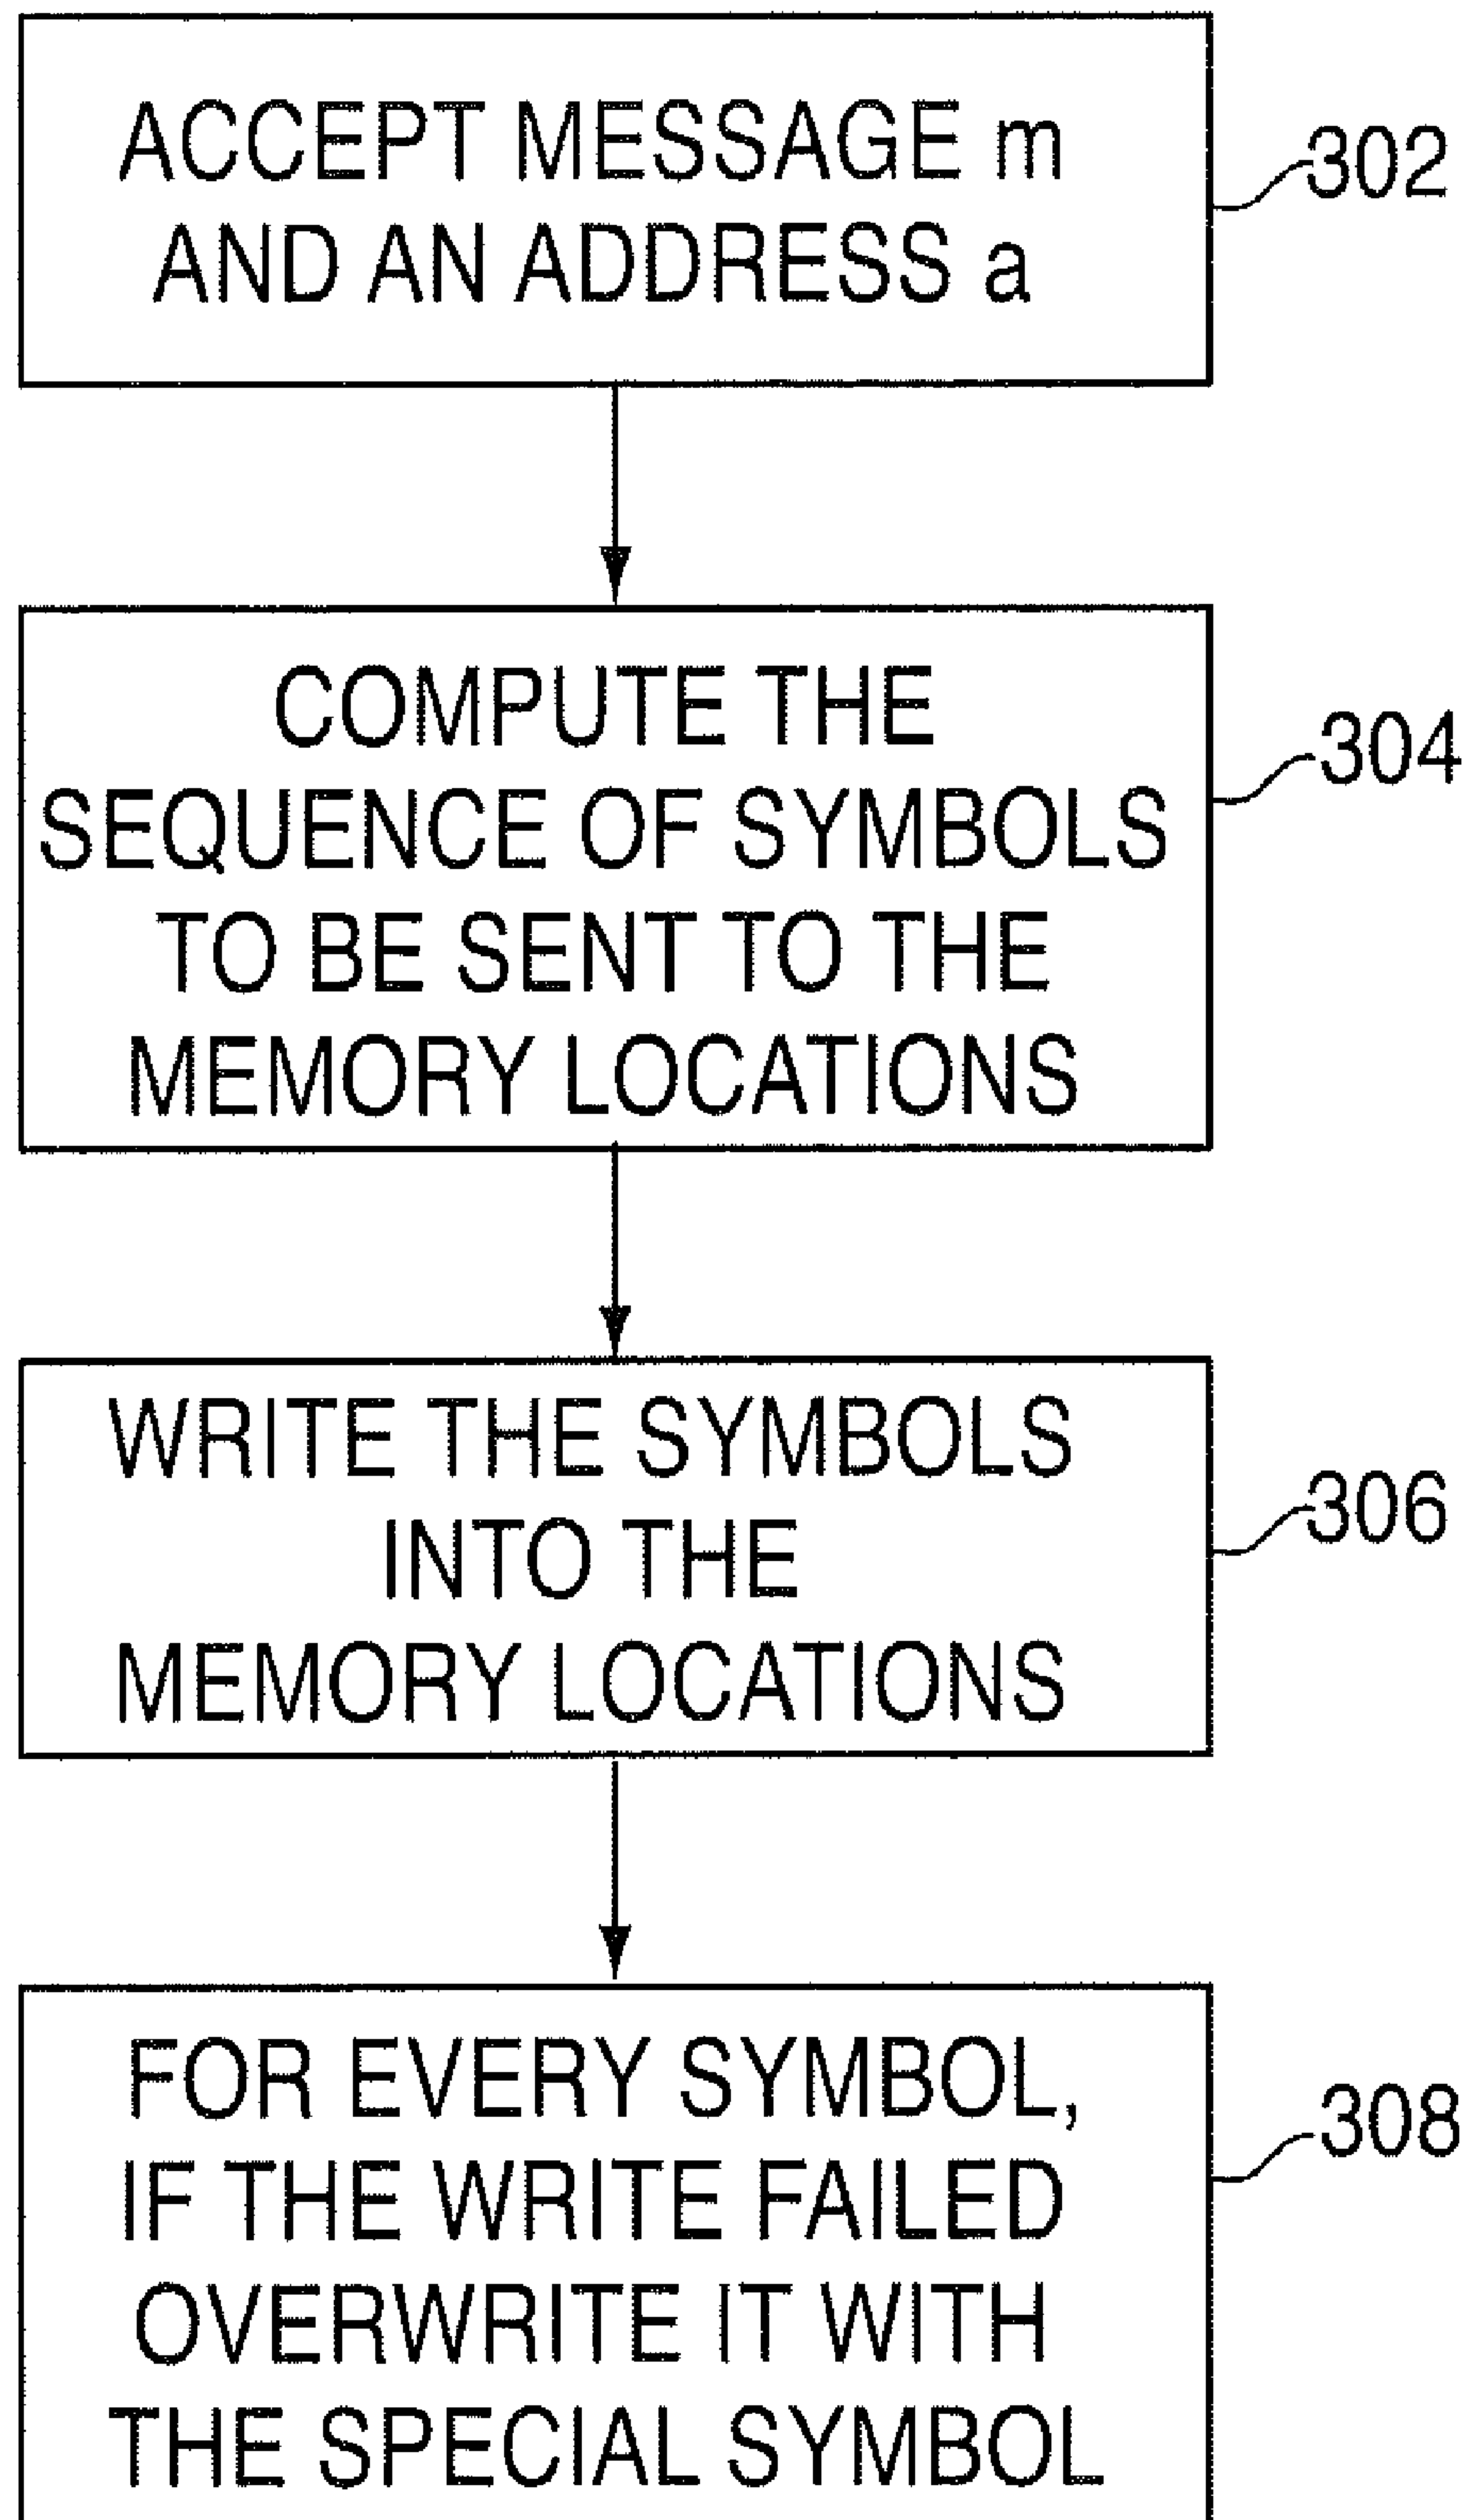 ACCEPT MESSAGE m
AND AN ADDRESS a
302
COMPUTE THE
SEQUENCE OF SYMBOLS
TO BE SENT TO THE
MEMORY LOCATIONS
304
WRITE THE SYMBOLS
INTO THE
MEMORY LOCATIONS
306
FOR EVERY SYMBOL,
IF THE WRITE FAILED
OVERWRITE IT WITH
THE SPECIAL SYMBOL
308